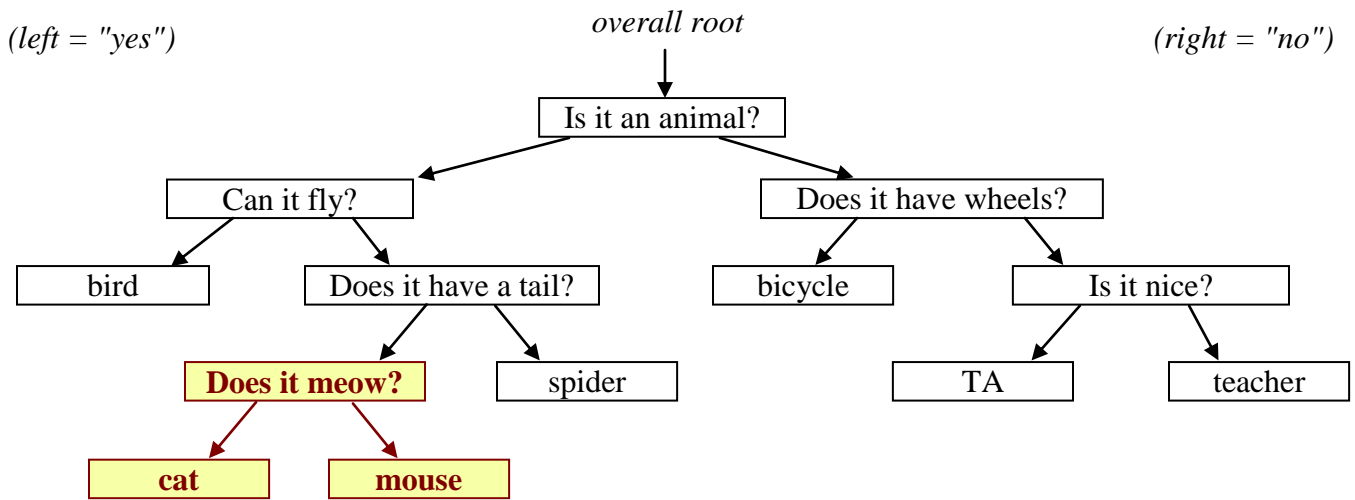 (left = "yes")
overall root
(right = "no")
Is it an animal?
Can it fly?
Does it have wheels?
bird
Does it have a tail?
bicycle
Is it nice?
Does it meow?
spider
TA
teacher
cat
mouse